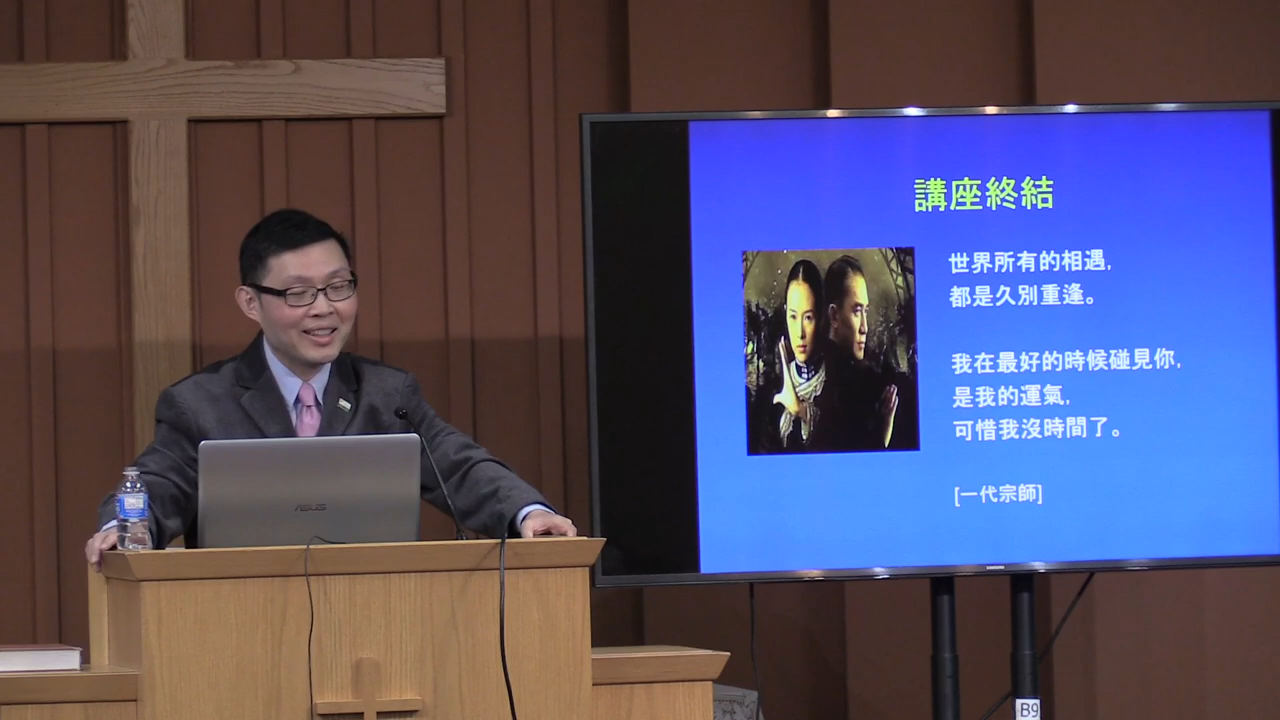 講座終結
世界所有的相遇,
都是久別重逢。
我在最好的時候碰見你,
是我的運氣,
可惜我沒時間了。
[一代宗師]
ASUS
SAMSUNG
B9